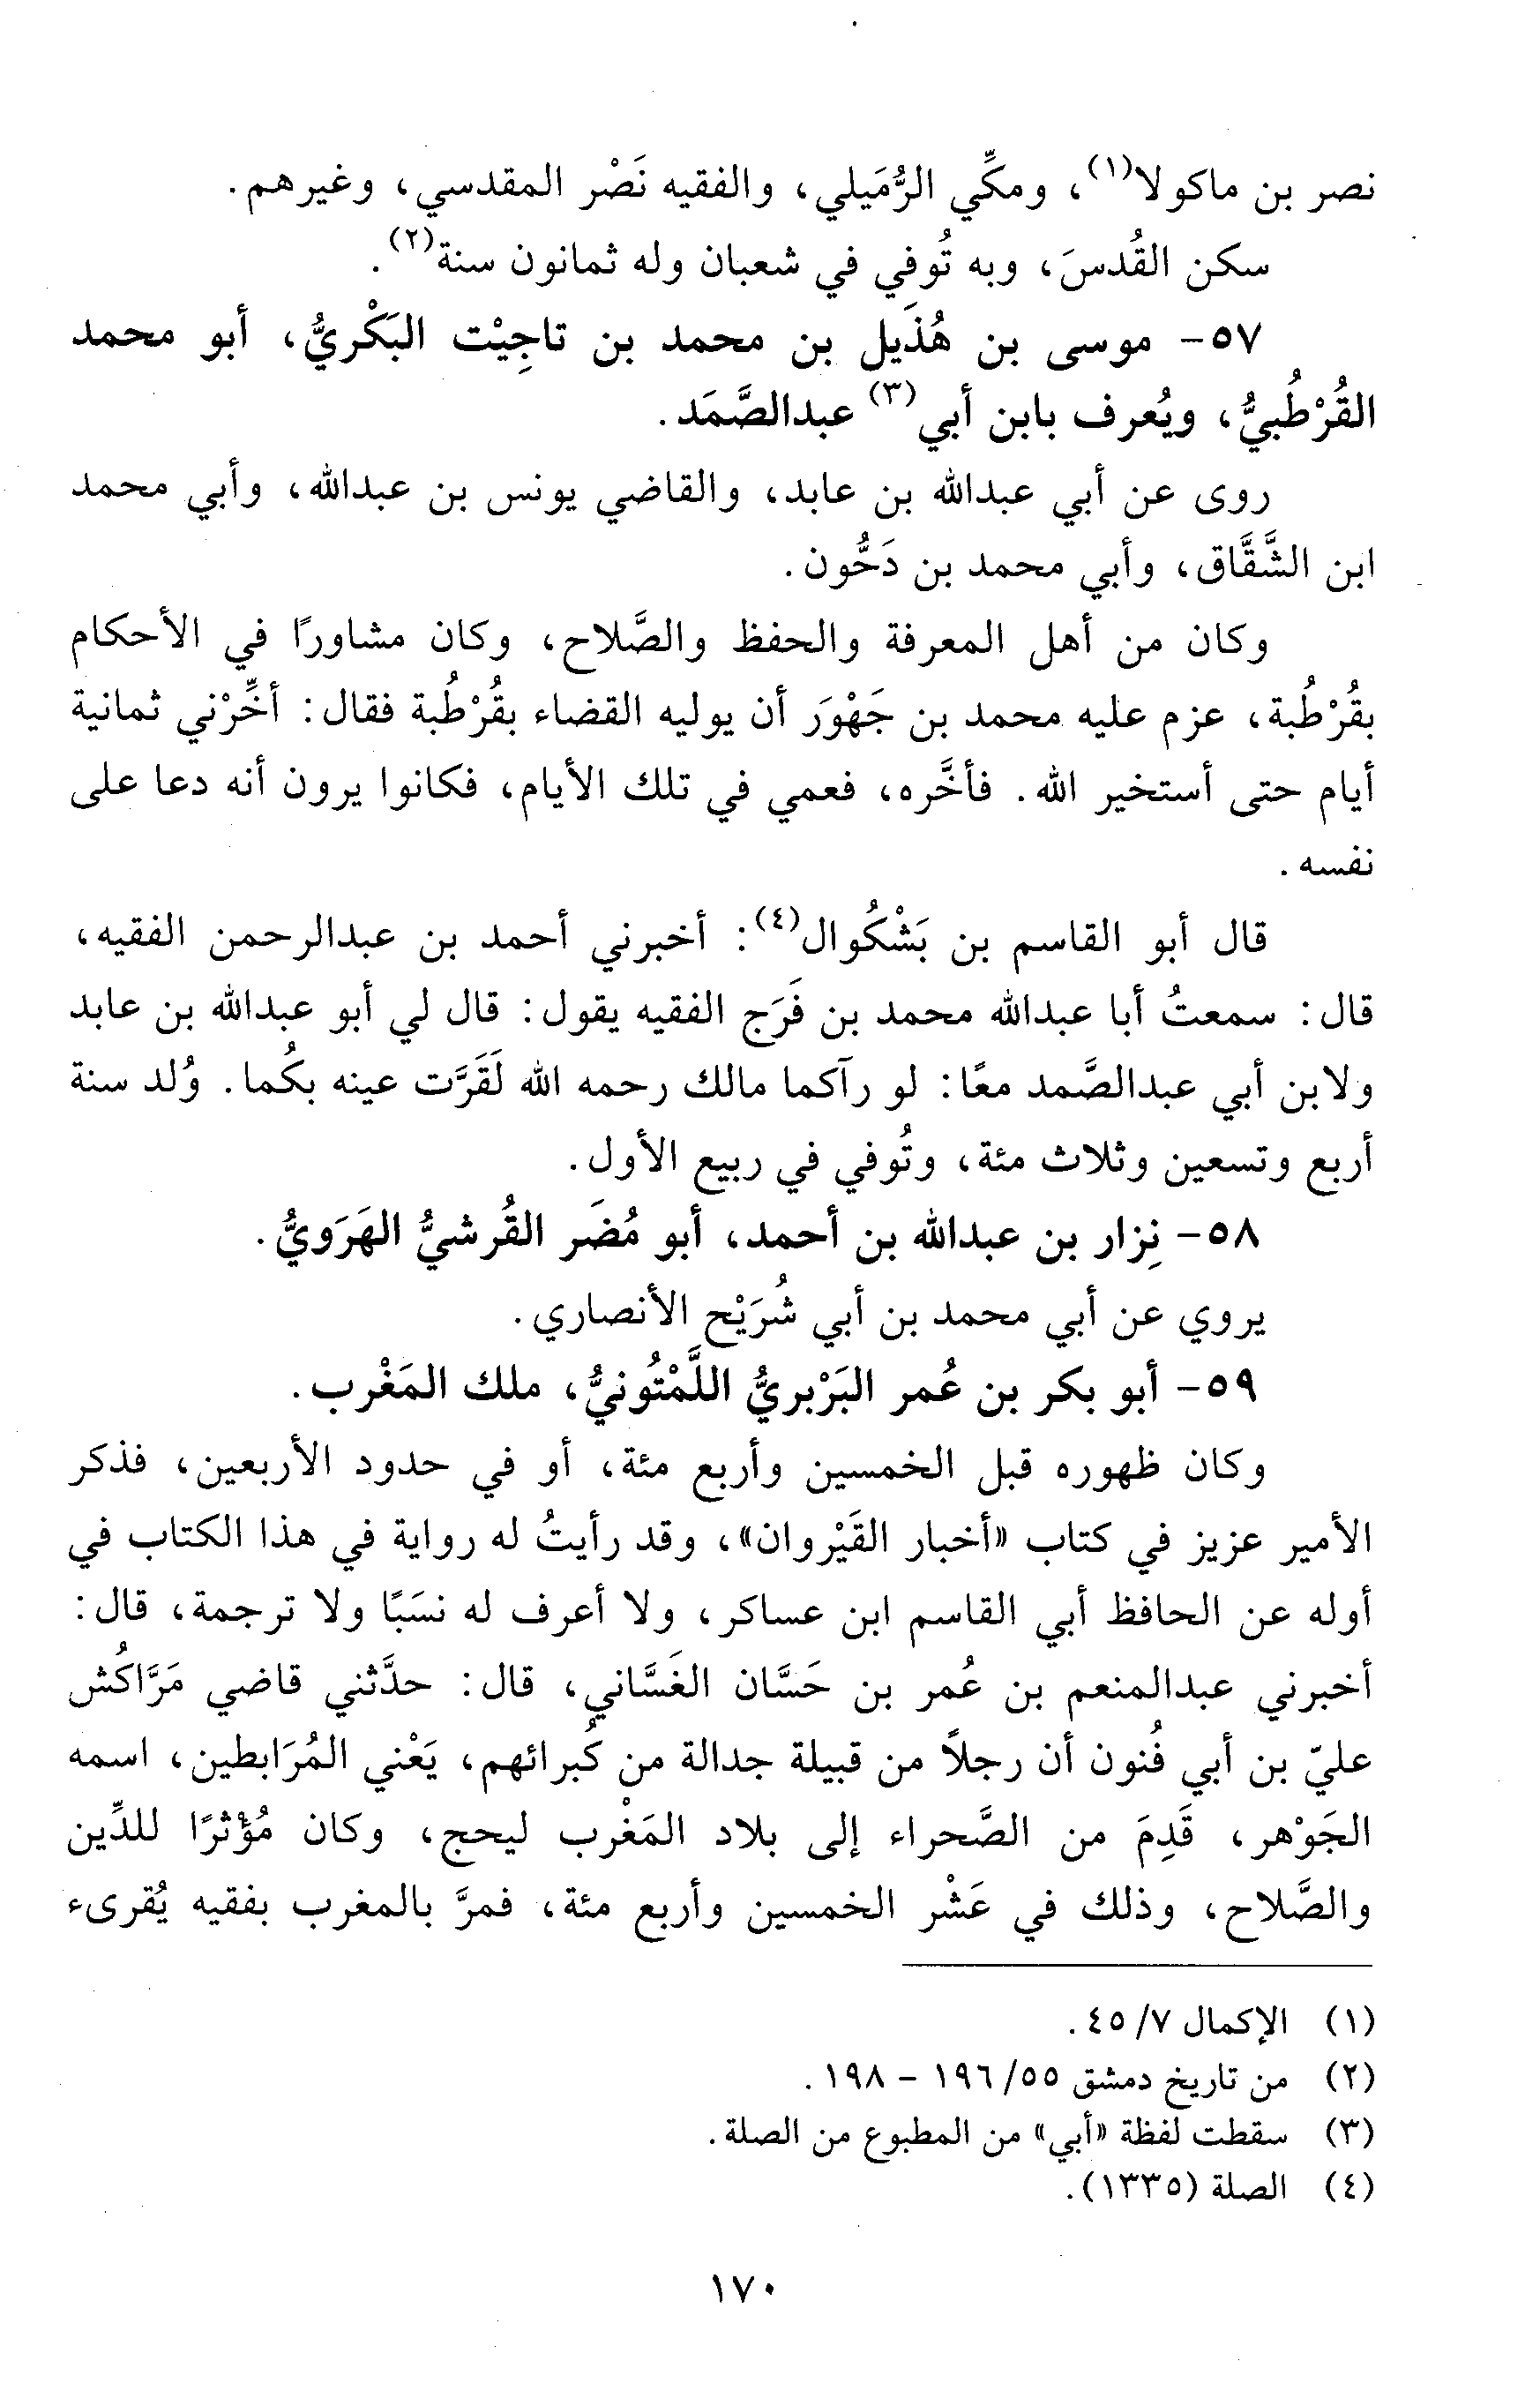 نصر بن ماكولا(١)، ومكِّي الرُّمَيلي، والفقيه نَصْر المقدسي، وغيرهم.
سكن القُدسَ، وبه تُوفي في شعبان وله ثمانون سنة(٢).
٥٧- موسى بن هُذَيل بن محمد بن تاجِيْت البَكْريُّ، أبو محمد
القُرْطُبيُّ، ويُعرف بابن أبي(٣) عبدالصَّمَد.
روى عن أبي عبدالله بن عابد، والقاضي يونس بن عبدالله، وأبي محمد
ابن الشَّقَّاق، وأبي محمد بن دَحُّون.
وكان من أهل المعرفة والحفظ والصَّلاح، وكان مشاورًا في الأحكام
بقُرْطُبة، عزم عليه محمد بن جَهْوَر أن يوليه القضاء بقُرْطُبة فقال: أخِّرْني ثمانية
أيام حتى أستخير الله. فأخَّره، فعمي في تلك الأيام، فكانوا يرون أنه دعا على
نفسه.
قال أبو القاسم بن بَشْكُوال(٤): أخبرني أحمد بن عبدالرحمن الفقيه،
قال: سمعتُ أبا عبدالله محمد بن فَرَج الفقيه يقول: قال لي أبو عبدالله بن عابد
ولابن أبي عبدالصَّمد معًا: لو رآكما مالك رحمه الله لَقَرَّت عينه بكُما. وُلد سنة
أربع وتسعين وثلاث مئة، وتُوفي في ربيع الأول.
٥٨- نِزار بن عبدالله بن أحمد، أبو مُضَر القُرشيُّ الهَرَويُّ.
يروي عن أبي محمد بن أبي شُرَيْح الأنصاري.
٥٩- أبو بكر بن عُمر البَرْبريُّ اللَّمْتُونيُّ، ملك المَغْرب.
وكان ظهوره قبل الخمسين وأربع مئة، أو في حدود الأربعين، فذكر
الأمير عزيز في كتاب «أخبار القَيْروان»، وقد رأيتُ له رواية في هذا الكتاب في
أوله عن الحافظ أبي القاسم ابن عساكر، ولا أعرف له نسَبًا ولا ترجمة، قال:
أخبرني عبدالمنعم بن عُمر بن حَسَّان الغَسَّاني، قال: حدَّثني قاضي مَرَّاكُش
عليّ بن أبي فُنون أن رجلاً من قبيلة جدالة من كُبرائهم، يَعْني المُرَابطين، اسمه
الجَوْهر، قَدِمَ من الصَّحراء إلى بلاد المَغْرب ليحج، وكان مُؤْثرًا للدِّين
والصَّلاح، وذلك في عَشْر الخمسين وأربع مئة، فمرَّ بالمغرب بفقيه يُقرىء
(١) الإكمال ٧/ ٤٥.
(٢) من تاريخ دمشق ٥٥/ ١٩٦ - ١٩٨.
(٣) سقطت لفظة «أبي» من المطبوع من الصلة.
(٤) الصلة (١٣٣٥).
١٧٠